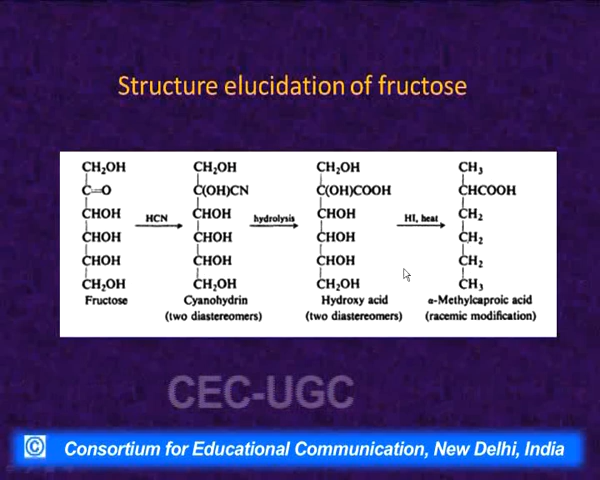 Structure elucidation of fructose
CH₂OH CH₂OH CH₂OH CH₃
C=O C(OH)CN C(OH)COOH CHCOOH
CHOH HCN CHOH hydrolysis CHOH HI, heat CH₂
CHOH CHOH CHOH CH₂
CHOH CHOH CHOH CH₂
CH₂OH CH₂OH CH₂OH CH₃
Fructose Cyanohydrin Hydroxy acid α-Methylcaproic acid
(two diastereomers) (two diastereomers) (racemic modification)
CEC-UGC
© Consortium for Educational Communication, New Delhi, India